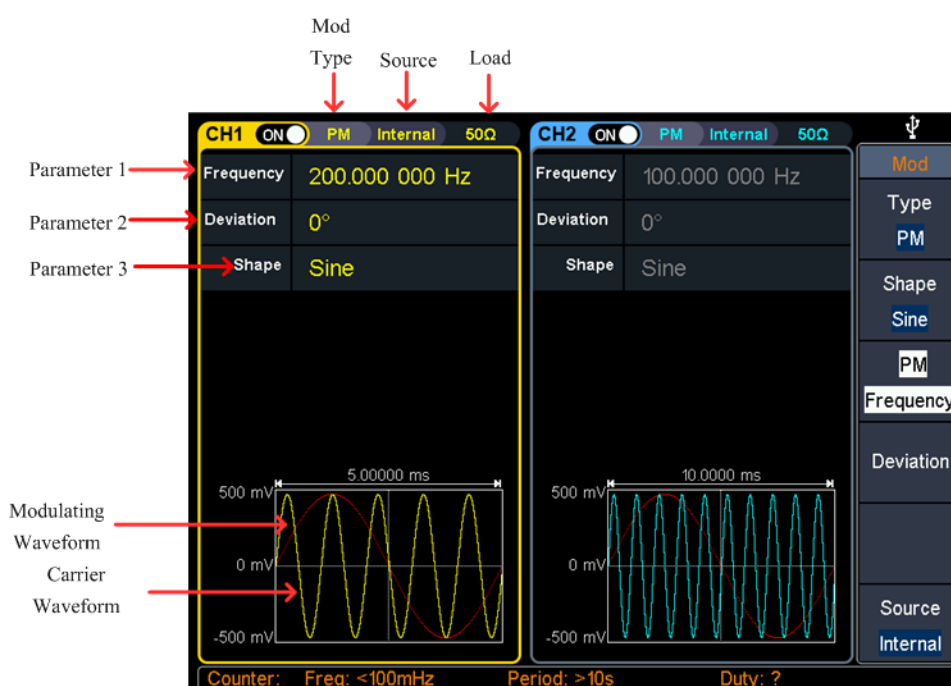 Mod
Type
Source
Load
CH1 ON PM Internal 50Ω
CH2 ON PM Internal 50Ω
Mod
Parameter 1
Frequency 200.000 000 Hz
Frequency 100.000 000 Hz
Type
PM
Parameter 2
Deviation 0°
Deviation 0°
Parameter 3
Shape Sine
Shape Sine
Shape
Sine
PM
Frequency
Deviation
5.00000 ms
10.0000 ms
500 mV
500 mV
Modulating
Waveform
0 mV
0 mV
Carrier
Waveform
-500 mV
-500 mV
Source
Internal
Counter: Freq: <100mHz Period: >10s Duty: ?